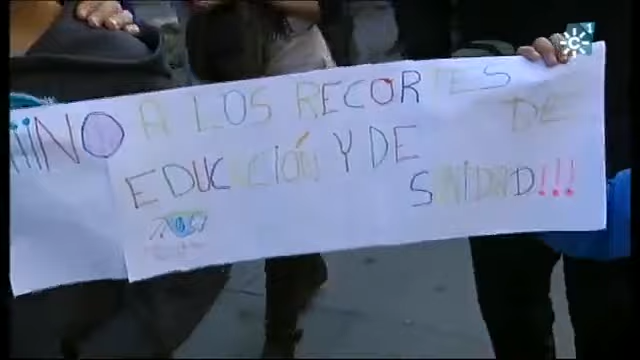 ¡¡¡NO A LOS RECORTES DE
EDUCACIÓN Y DE
SANIDAD!!!